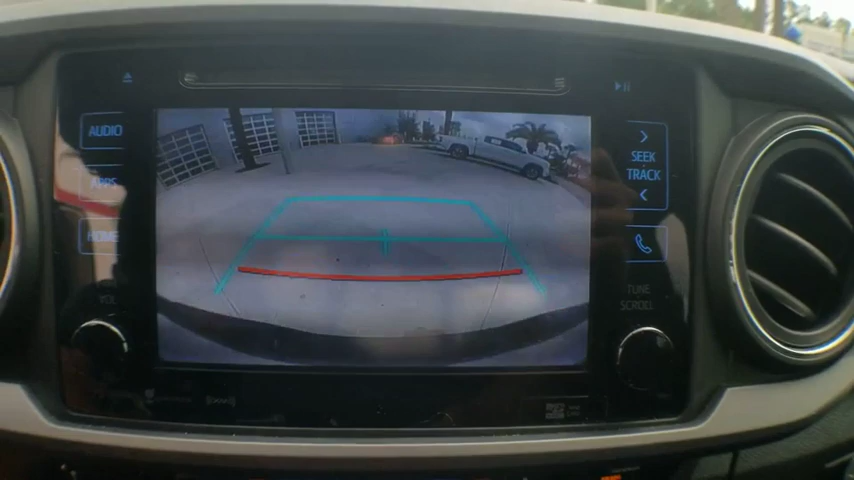 AUDIO
APPS
HOME
VOL
SEEK
TRACK
TUNE
SCROLL